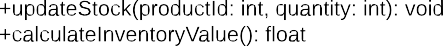 +updateStock(productId: int, quantity: int): void
+calculateInventoryValue(): float